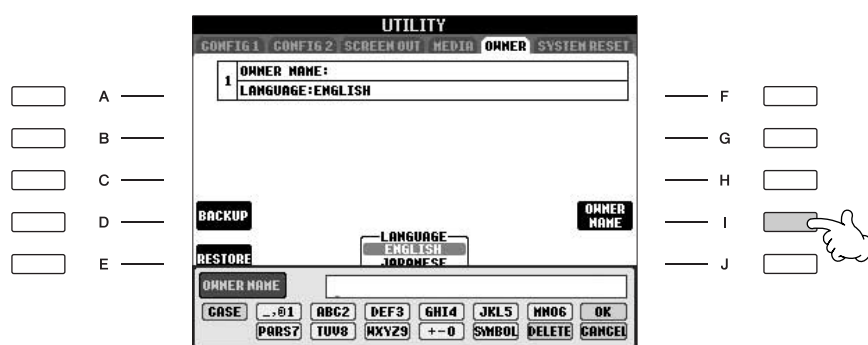 UTILITY
CONFIG 1 CONFIG 2 SCREEN OUT MEDIA OWNER SYSTEM RESET
1 OWNER NAME:
LANGUAGE:ENGLISH
A
B
C
D
E
F
G
H
I
J
BACKUP
OWNER NAME
LANGUAGE
ENGLISH
RESTORE
JAPANESE
OWNER NAME _
CASE _,@1 ABC2 DEF3 GHI4 JKL5 MNO6 OK
PQRS7 TUV8 WXYZ9 +-0 SYMBOL DELETE CANCEL